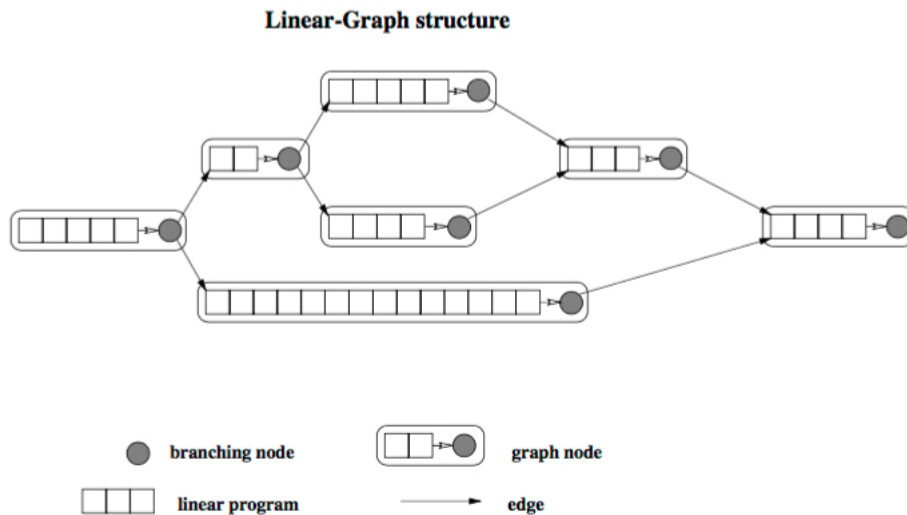 Linear-Graph structure
branching node
graph node
linear program
edge